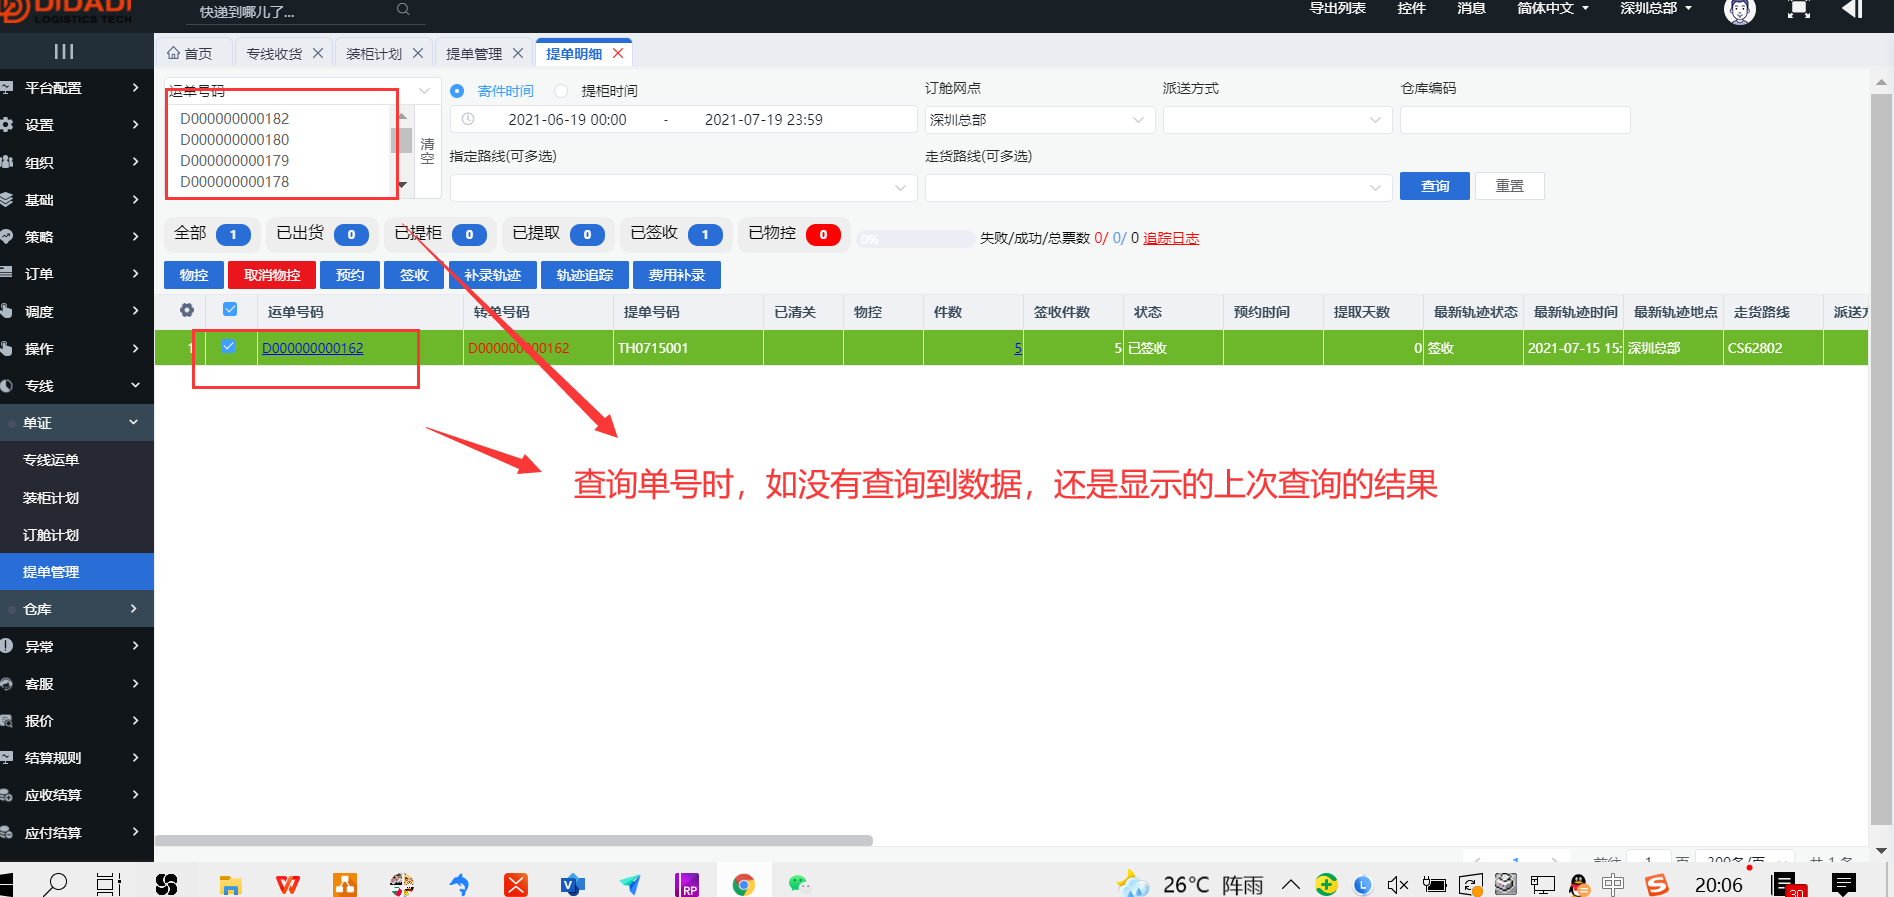 DIDADI
LOGISTICS TECH
快递到哪儿了...
导出列表
控件
消息
简体中文
深圳总部
首页
专线收货
装柜计划
提单管理
提单明细
平台配置
设置
组织
基础
策略
订单
调度
操作
专线
单证
专线运单
装柜计划
订舱计划
提单管理
仓库
异常
客服
报价
结算规则
应收结算
应付结算
运单号码
D000000000182
D000000000180
D000000000179
D000000000178
清空
寄件时间
提柜时间
2021-06-19 00:00 - 2021-07-19 23:59
订舱网点
深圳总部
派送方式
仓库编码
指定路线(可多选)
走货路线(可多选)
查询
重置
全部 1
已出货 0
已提柜 0
已提取 0
已签收 1
已物控 0
0%
失败/成功/总票数 0/ 0/ 0 追踪日志
物控
取消物控
预约
签收
补录轨迹
轨迹追踪
费用补录
运单号码 转单号码 提单号码 已清关 物控 件数 签收件数 状态 预约时间 提取天数 最新轨迹状态 最新轨迹时间 最新轨迹地点 走货路线
1 D000000000162 D000000000162 TH0715001 5 5 已签收 0 签收 2021-07-15 15: 深圳总部 CS62802
查询单号时，如没有查询到数据，还是显示的上次查询的结果
26°C 阵雨
中
20:06
30